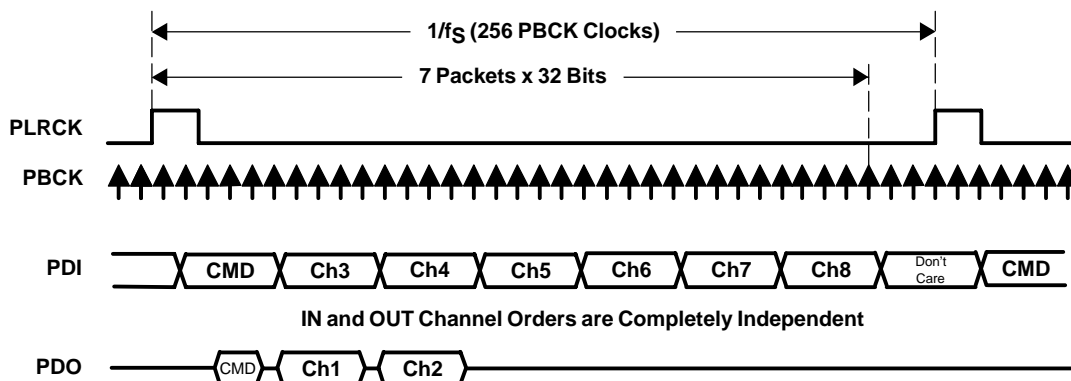 1/fS (256 PBCK Clocks)
7 Packets x 32 Bits
PLRCK
PBCK
PDI CMD Ch3 Ch4 Ch5 Ch6 Ch7 Ch8 Don't Care CMD
IN and OUT Channel Orders are Completely Independent
PDO CMD Ch1 Ch2